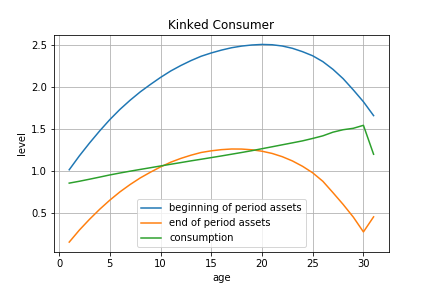 Kinked Consumer
level
2.5
2.0
1.5
1.0
0.5
beginning of period assets
end of period assets
consumption
0 5 10 15 20 25 30
age